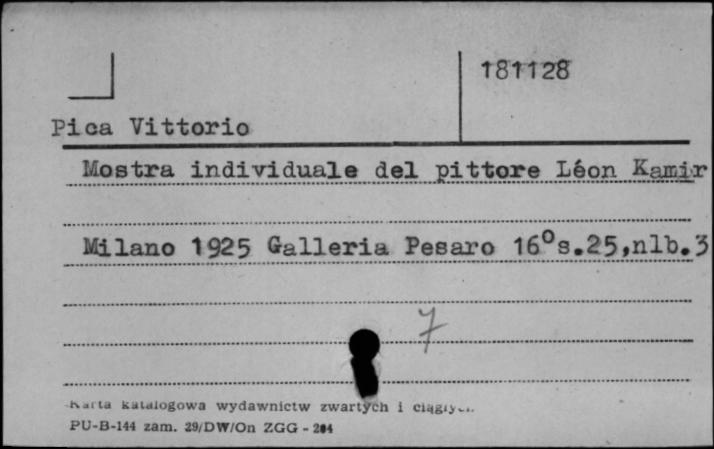 181128
Pica Vittorio
Mostra individuale del pittore Léon Kamir
Milano 1925 Galleria Pesaro 16° s.25,nlb.3
7
Karta katalogowa wydawnictw zwartych i
PU-B-144 zam. 29/DW/On ZGG - 204